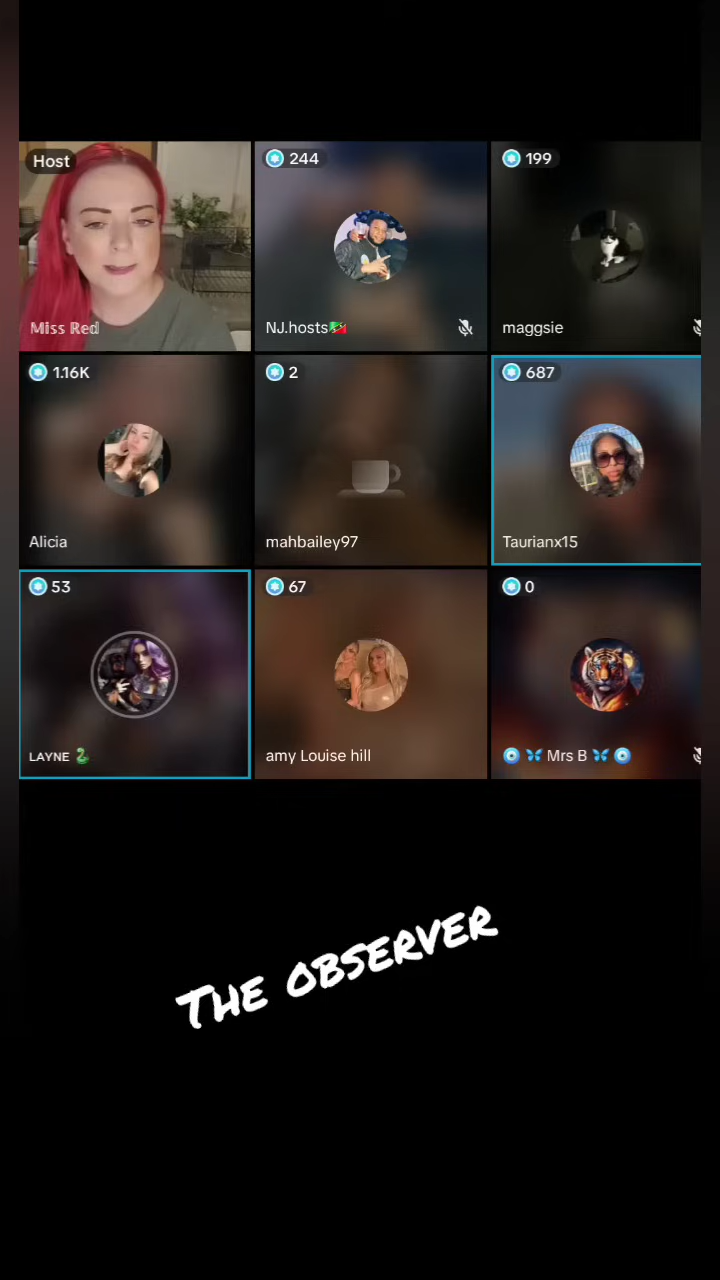 Host
244
199
Miss Red
NJ.hosts🇰🇳
maggsie
1.16K
2
687
Alicia
mahbailey97
Taurianx15
53
67
0
LAYNE 🐍
amy Louise hill
🧿 🦋 Mrs B 🦋 🧿
THE OBSERVER